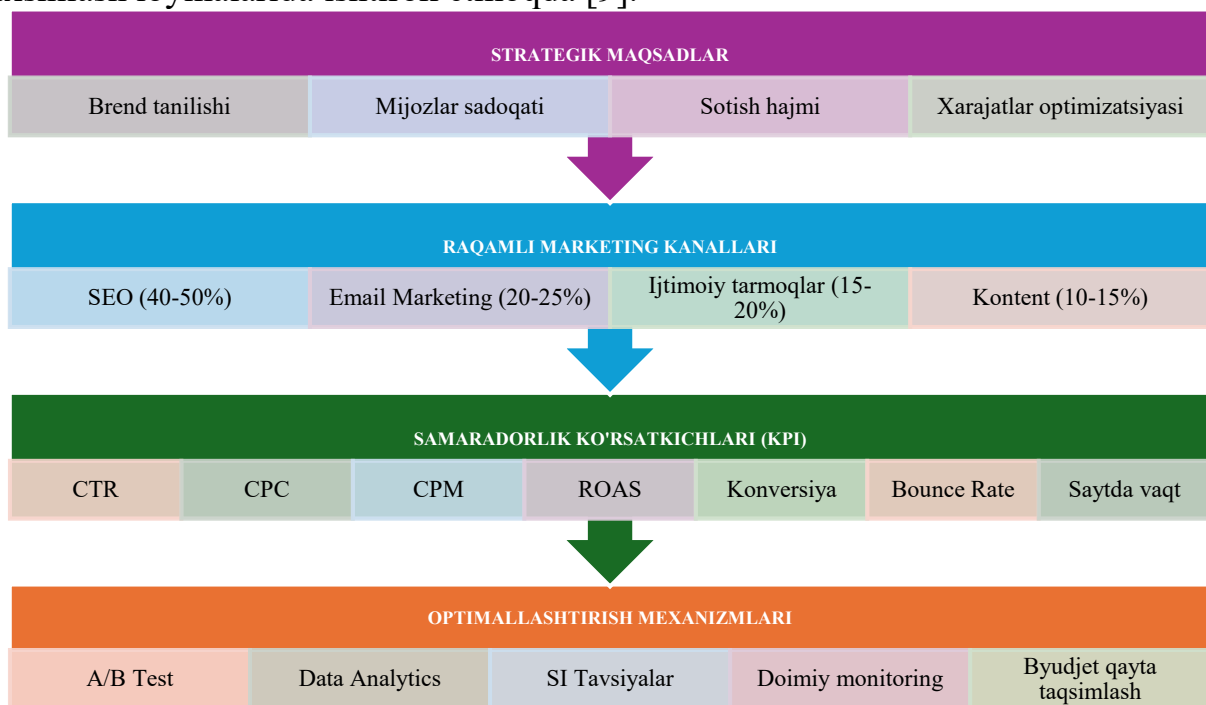 [9].
STRATEGIK MAQSADLAR
Brend tanilishi
Mijozlar sadoqati
Sotish hajmi
Xarajatlar optimizatsiyasi
RAQAMLI MARKETING KANALLARI
SEO (40-50%)
Email Marketing (20-25%)
Ijtimoiy tarmoqlar (15-
20%)
Kontent (10-15%)
SAMARADORLIK KO'RSATKICHLARI (KPI)
CTR
CPC
CPM
ROAS
Konversiya
Bounce Rate
Saytda vaqt
OPTIMALLASHTIRISH MEXANIZMLARI
A/B Test
Data Analytics
SI Tavsiyalar
Doimiy monitoring
Byudjet qayta
taqsimlash